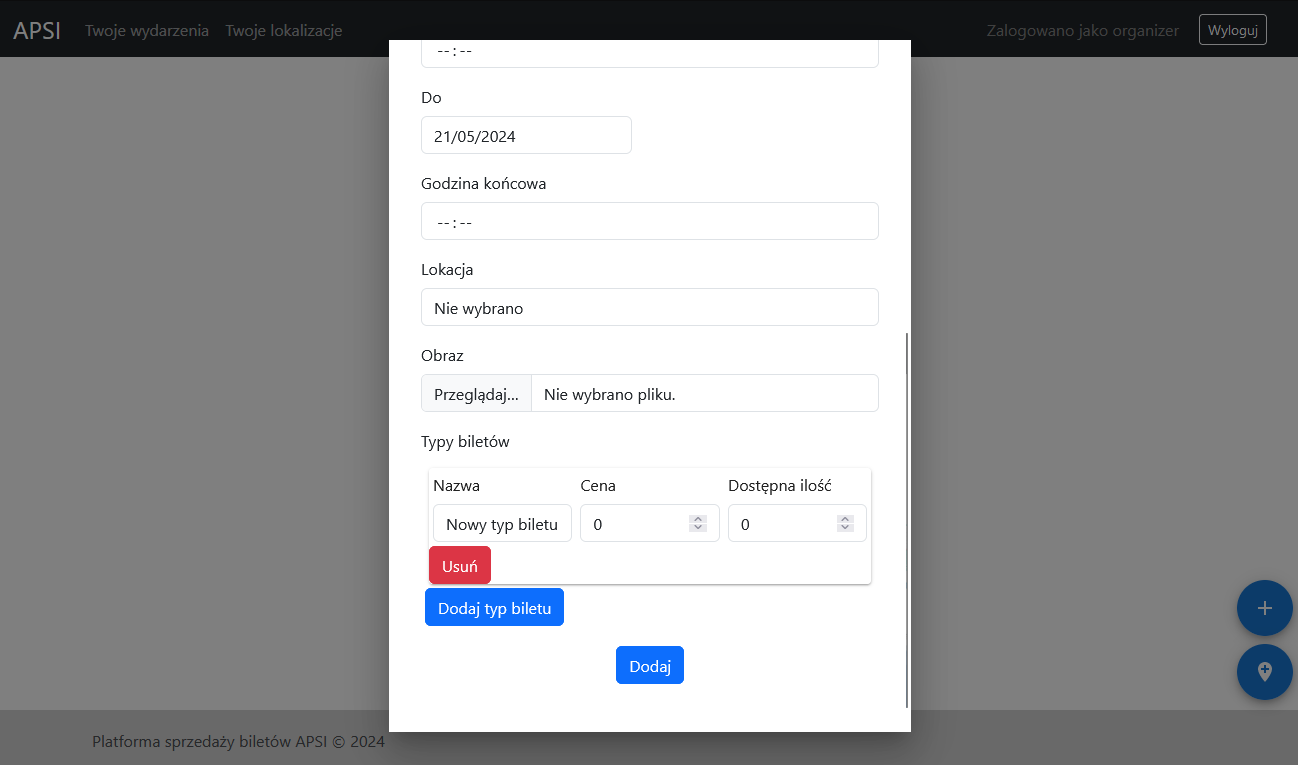 APSI Twoje wydarzenia Twoje lokalizacje Zalogowano jako organizer Wyloguj
--:--
Do
21/05/2024
Godzina końcowa
--:--
Lokacja
Nie wybrano
Obraz
Przeglądaj... Nie wybrano pliku.
Typy biletów
Nazwa Cena Dostępna ilość
Nowy typ biletu 0 0
Usuń
Dodaj typ biletu
Dodaj
Platforma sprzedaży biletów APSI © 2024